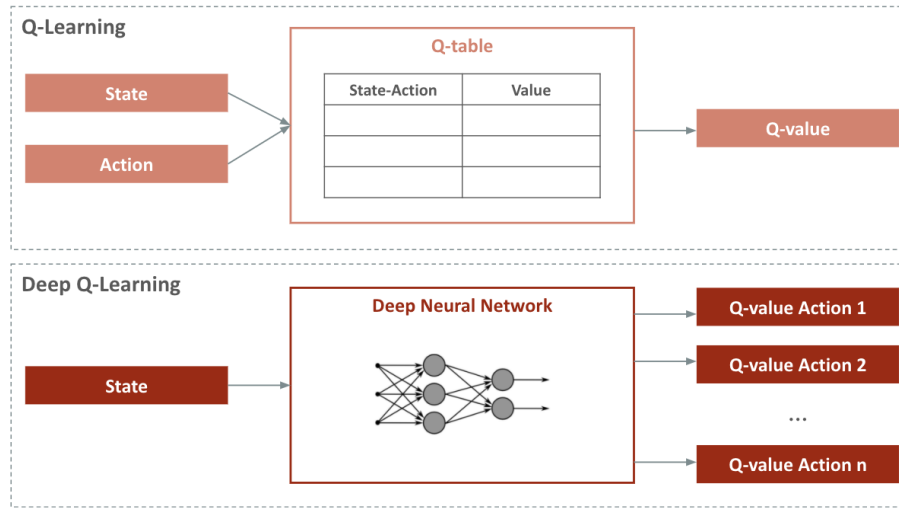 Q-Learning
Q-table
State
Action
State-Action Value
Q-value
Deep Q-Learning
Deep Neural Network
State
Q-value Action 1
Q-value Action 2
...
Q-value Action n